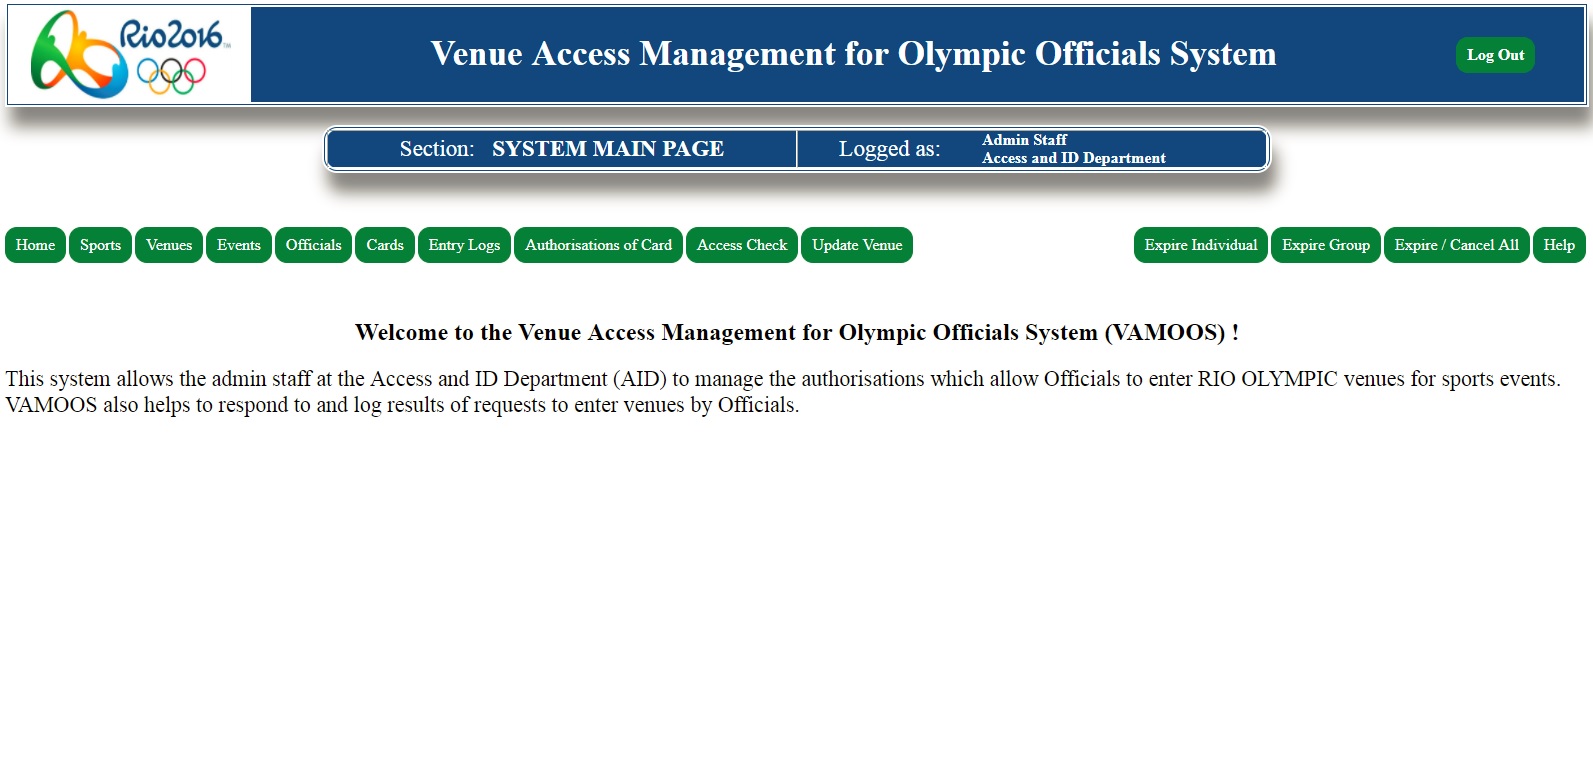 Rio2016™
Venue Access Management for Olympic Officials System
Log Out
Section: SYSTEM MAIN PAGE
Logged as:
Admin Staff
Access and ID Department
Home
Sports
Venues
Events
Officials
Cards
Entry Logs
Authorisations of Card
Access Check
Update Venue
Expire Individual
Expire Group
Expire / Cancel All
Help
Welcome to the Venue Access Management for Olympic Officials System (VAMOOS) !
This system allows the admin staff at the Access and ID Department (AID) to manage the authorisations which allow Officials to enter RIO OLYMPIC venues for sports events.
VAMOOS also helps to respond to and log results of requests to enter venues by Officials.